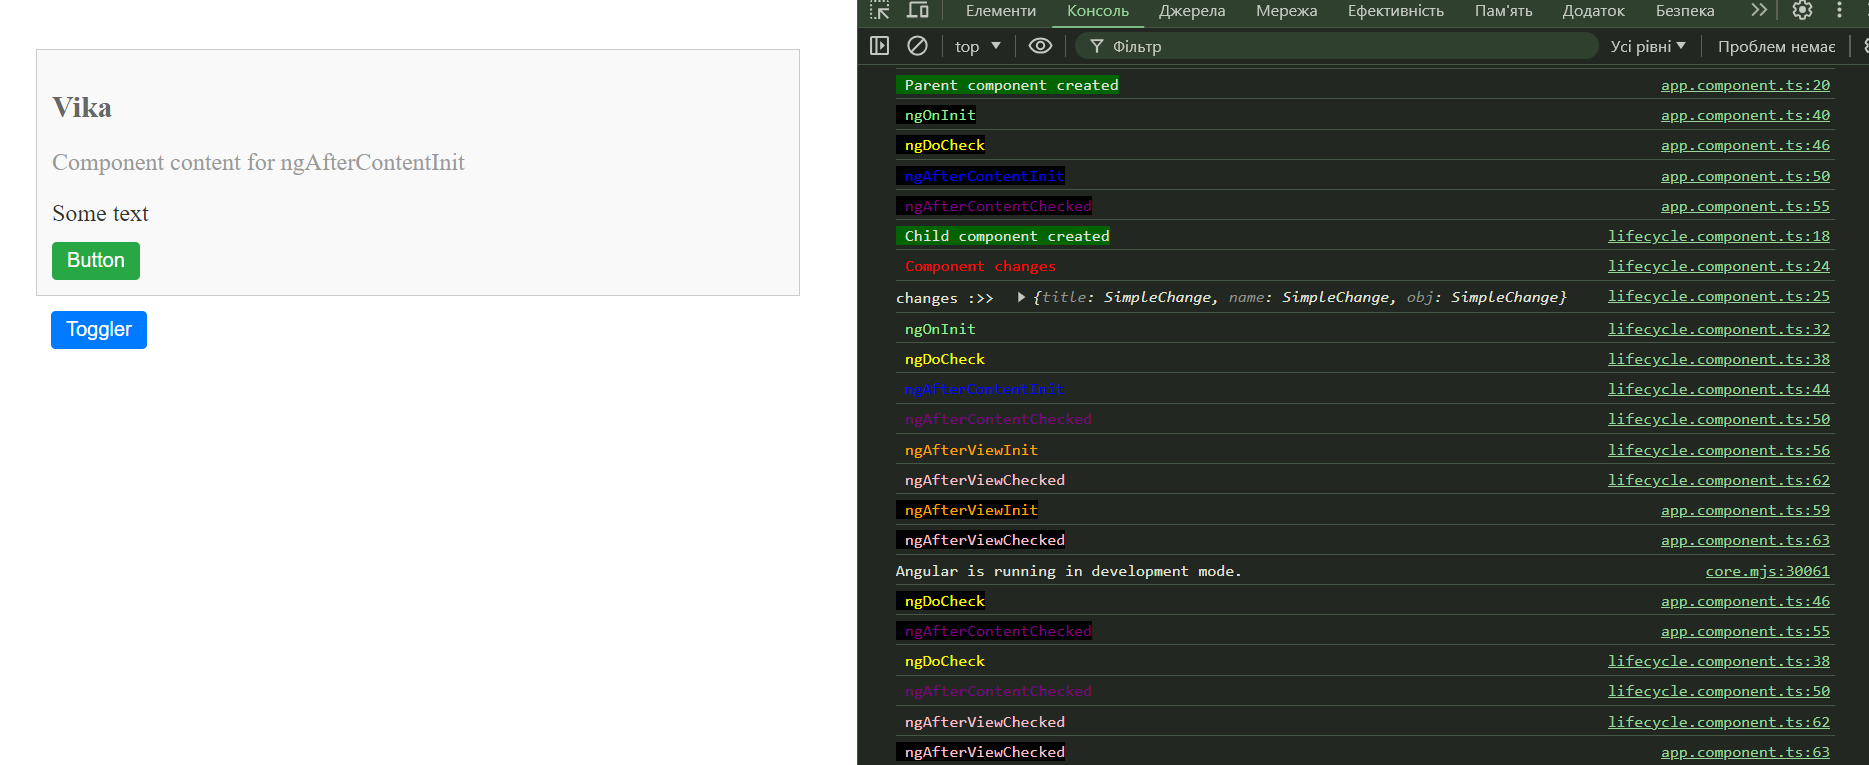 Vika
Component content for ngAfterContentInit
Some text
Button
Toggler
Елементи Консоль Джерела Мережа Ефективність Пам'ять Додаток Безпека
top Фільтр Усі рівні Проблем немає
Parent component created app.component.ts:20
ngOnInit app.component.ts:40
ngDoCheck app.component.ts:46
ngAfterContentInit app.component.ts:50
ngAfterContentChecked app.component.ts:55
Child component created lifecycle.component.ts:18
Component changes lifecycle.component.ts:24
changes :>> {title: SimpleChange, name: SimpleChange, obj: SimpleChange} lifecycle.component.ts:25
ngOnInit lifecycle.component.ts:32
ngDoCheck lifecycle.component.ts:38
ngAfterContentInit lifecycle.component.ts:44
ngAfterContentChecked lifecycle.component.ts:50
ngAfterViewInit lifecycle.component.ts:56
ngAfterViewChecked lifecycle.component.ts:62
ngAfterViewInit app.component.ts:59
ngAfterViewChecked app.component.ts:63
Angular is running in development mode. core.mjs:30061
ngDoCheck app.component.ts:46
ngAfterContentChecked app.component.ts:55
ngDoCheck lifecycle.component.ts:38
ngAfterContentChecked lifecycle.component.ts:50
ngAfterViewChecked lifecycle.component.ts:62
ngAfterViewChecked app.component.ts:63